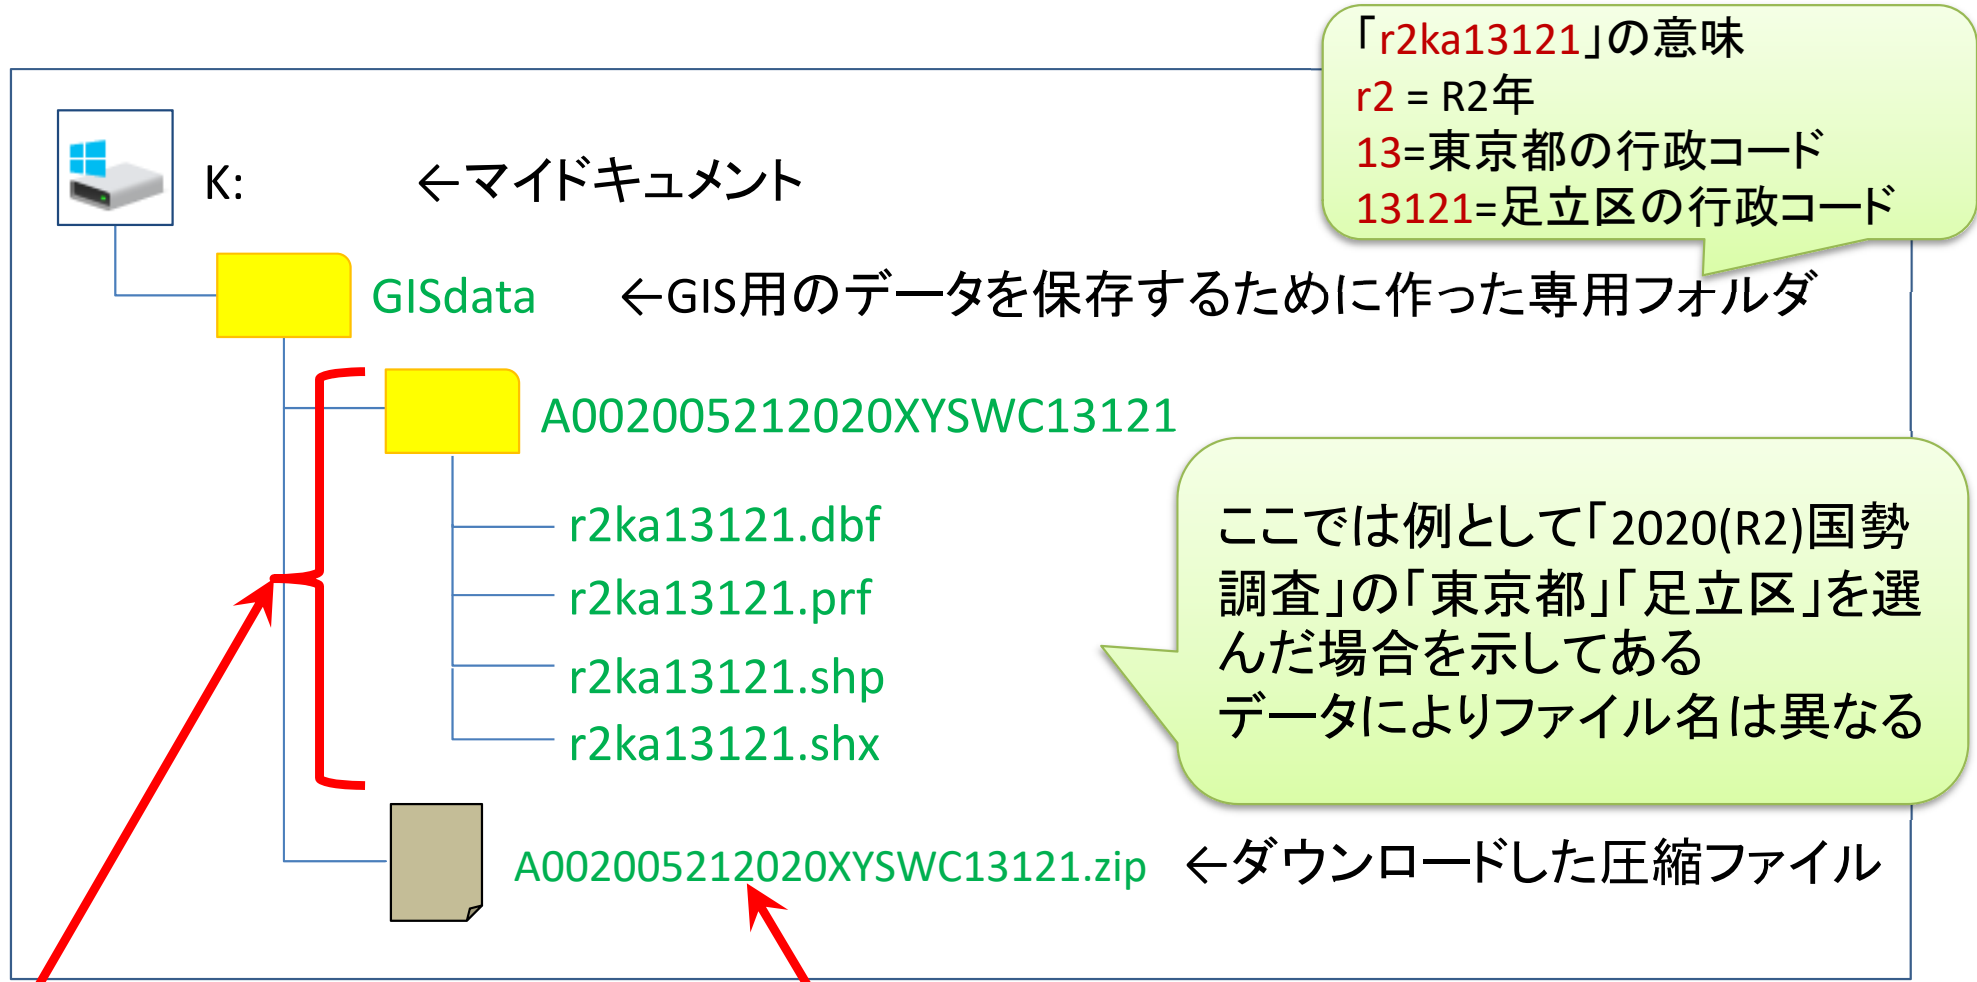 「r2ka13121」の意味
r2 = R2年
13=東京都の行政コード
13121=足立区の行政コード
K: ←マイドキュメント
GISdata ←GIS用のデータを保存するために作った専用フォルダ
A002005212020XYSWC13121
r2ka13121.dbf
r2ka13121.prf
r2ka13121.shp
r2ka13121.shx
ここでは例として「2020(R2)国勢
調査」の「東京都」「足立区」を選
んだ場合を示してある
データによりファイル名は異なる
A002005212020XYSWC13121.zip ←ダウンロードした圧縮ファイル